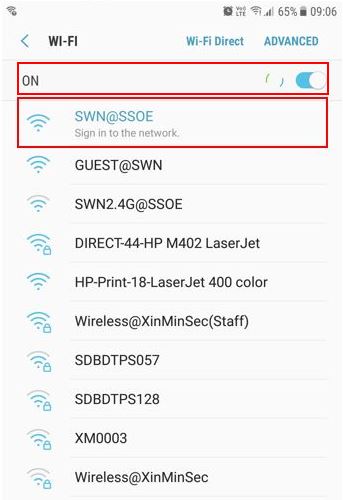 65% 09:06
WI-FI Wi-Fi Direct ADVANCED
ON
SWN@SSOE
Sign in to the network.
GUEST@SWN
SWN2.4G@SSOE
DIRECT-44-HP M402 LaserJet
HP-Print-18-LaserJet 400 color
Wireless@XinMinSec(Staff)
SDBDTPS057
SDBDTPS128
XM0003
Wireless@XinMinSec